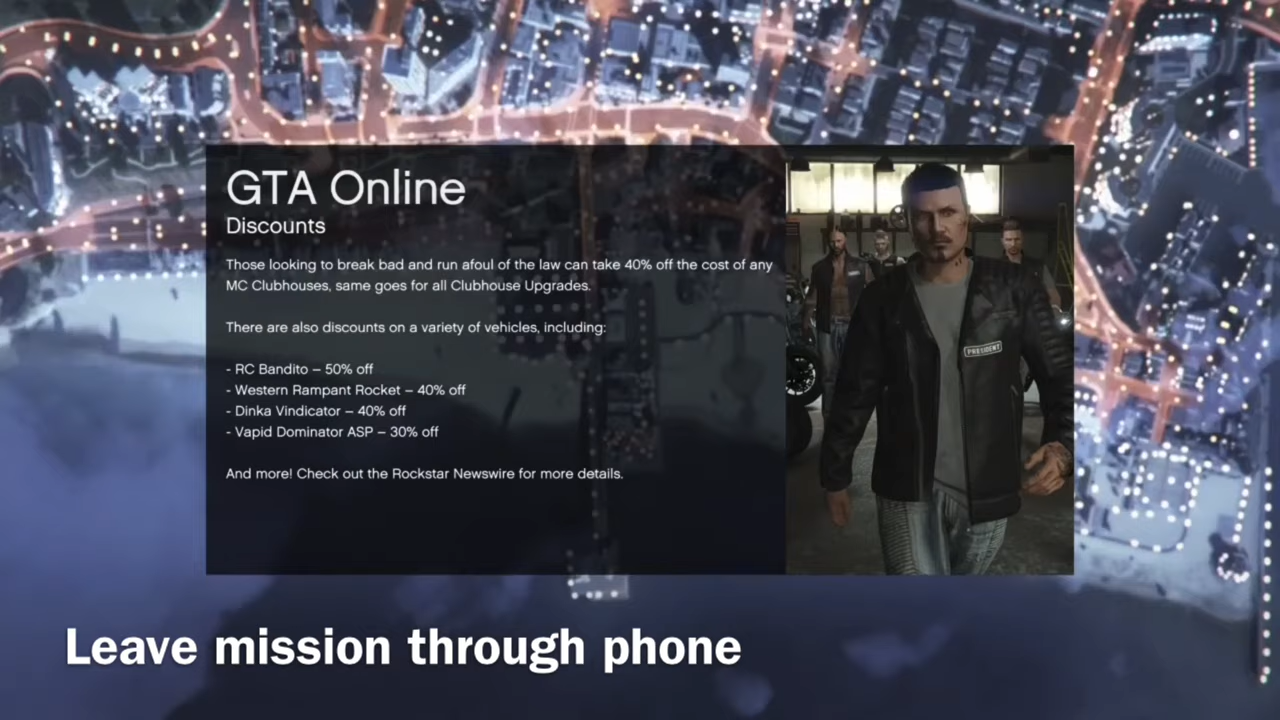 GTA Online
Discounts
Those looking to break bad and run afoul of the law can take 40% off the cost of any
MC Clubhouses, same goes for all Clubhouse Upgrades.
There are also discounts on a variety of vehicles, including:
- RC Bandito – 50% off
- Western Rampant Rocket – 40% off
- Dinka Vindicator – 40% off
- Vapid Dominator ASP – 30% off
And more! Check out the Rockstar Newswire for more details.
PRESIDENT
Leave mission through phone